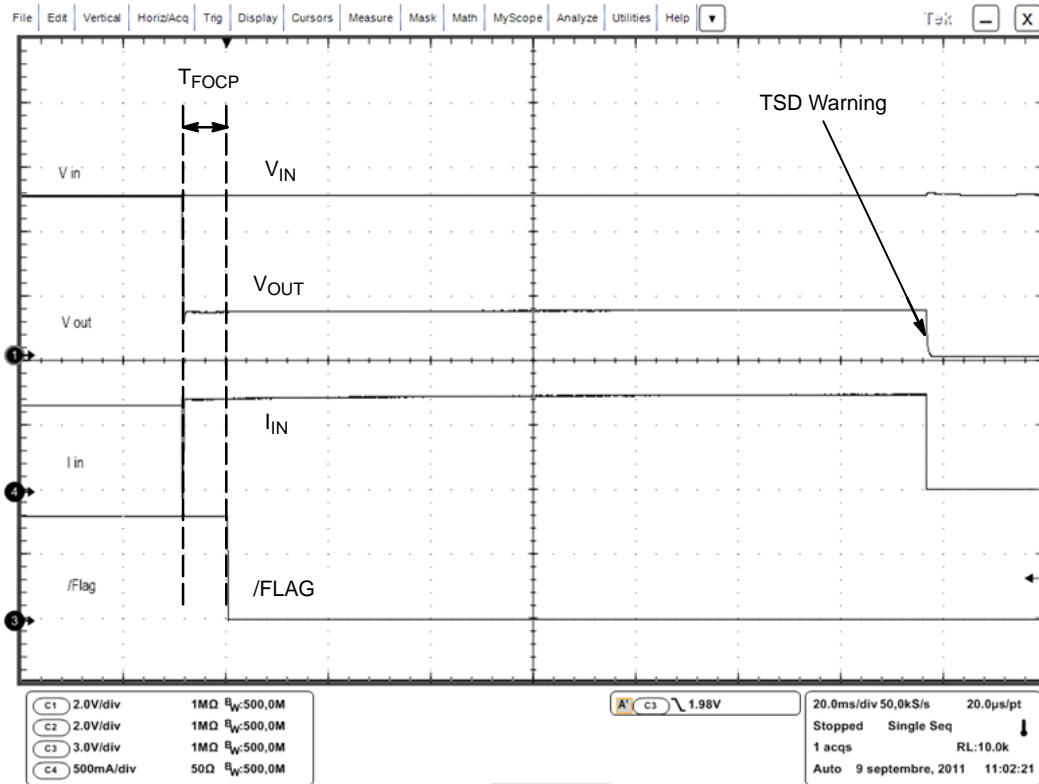 File Edit Vertical Horiz/Acq Trig Display Cursors Measure Mask Math MyScope Analyze Utilities Help Tek X
TFOCP
TSD Warning
V in
VIN
VOUT
V out
1
IIN
I in
4
/Flag
/FLAG
3
C1 2.0V/div 1MΩ BW:500,0M
C2 2.0V/div 1MΩ BW:500,0M
C3 3.0V/div 1MΩ BW:500,0M
C4 500mA/div 50Ω BW:500,0M
A' C3 1.98V
20.0ms/div 50,0kS/s 20.0µs/pt
Stopped Single Seq
1 acqs RL:10.0k
Auto 9 septembre, 2011 11:02:21